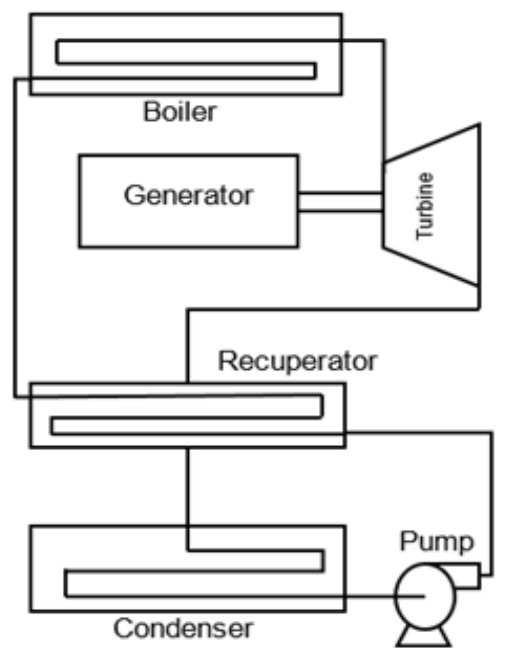 Boiler
Generator
Turbine
Recuperator
Pump
Condenser